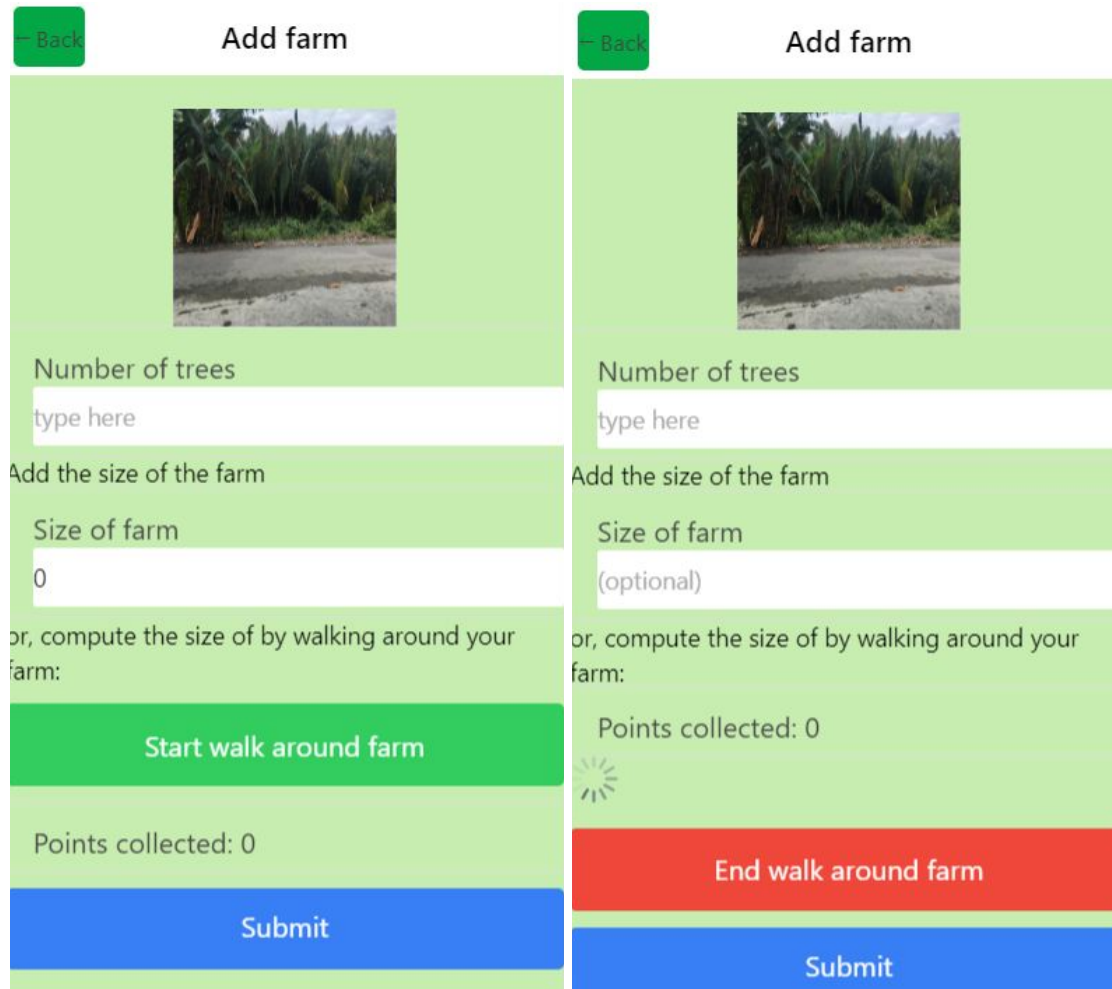 ← Back
Add farm
Number of trees
type here
Add the size of the farm
Size of farm
0
or, compute the size of by walking around your
farm:
Start walk around farm
Points collected: 0
Submit
← Back
Add farm
Number of trees
type here
Add the size of the farm
Size of farm
(optional)
or, compute the size of by walking around your
farm:
Points collected: 0
End walk around farm
Submit